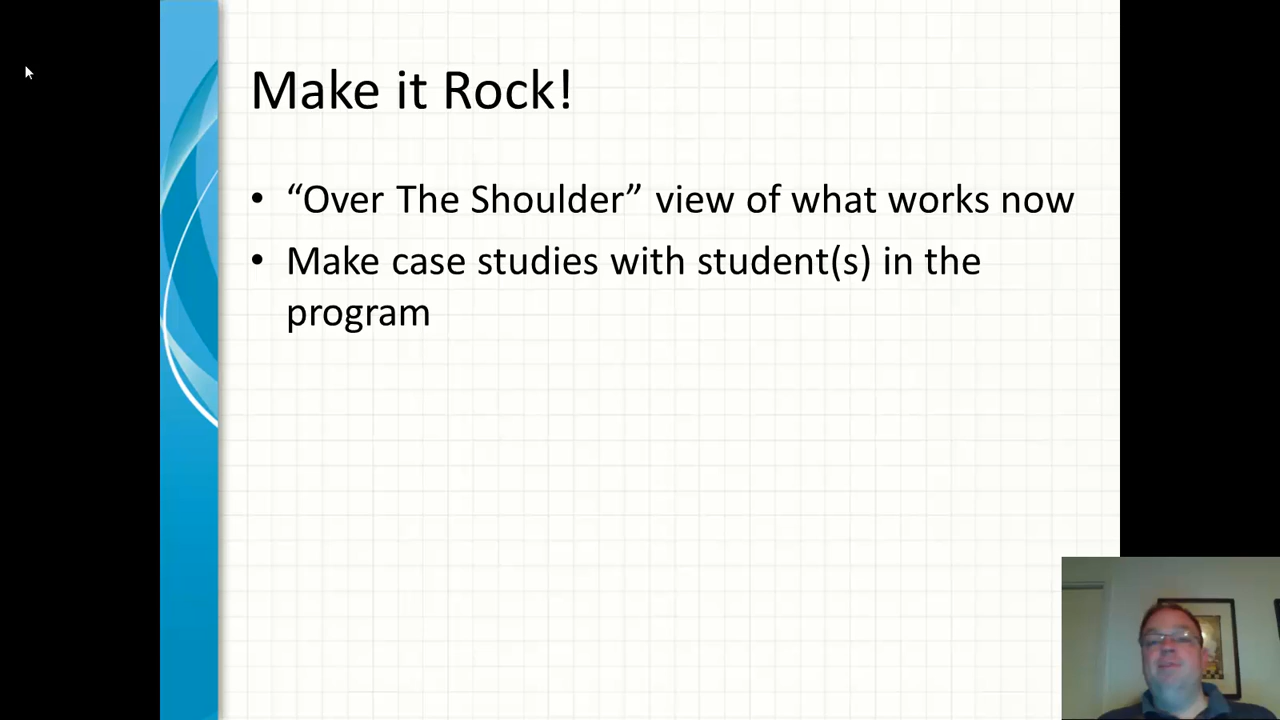 Make it Rock!
• “Over The Shoulder” view of what works now
• Make case studies with student(s) in the
program